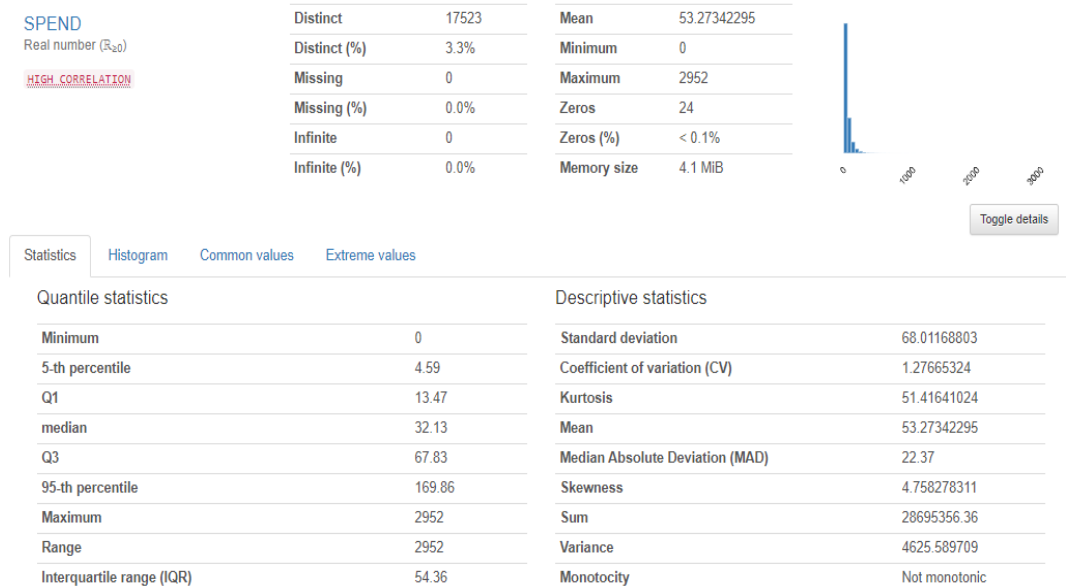 SPEND
Real number (ℝ≥0)
HIGH CORRELATION
Distinct 17523
Distinct (%) 3.3%
Missing 0
Missing (%) 0.0%
Infinite 0
Infinite (%) 0.0%
Mean 53.27342295
Minimum 0
Maximum 2952
Zeros 24
Zeros (%) < 0.1%
Memory size 4.1 MiB
0 1000 2000 3000
Toggle details
Statistics Histogram Common values Extreme values
Quantile statistics
Minimum 0
5-th percentile 4.59
Q1 13.47
median 32.13
Q3 67.83
95-th percentile 169.86
Maximum 2952
Range 2952
Interquartile range (IQR) 54.36
Descriptive statistics
Standard deviation 68.01168803
Coefficient of variation (CV) 1.27665324
Kurtosis 51.41641024
Mean 53.27342295
Median Absolute Deviation (MAD) 22.37
Skewness 4.758278311
Sum 28695356.36
Variance 4625.589709
Monotocity Not monotonic